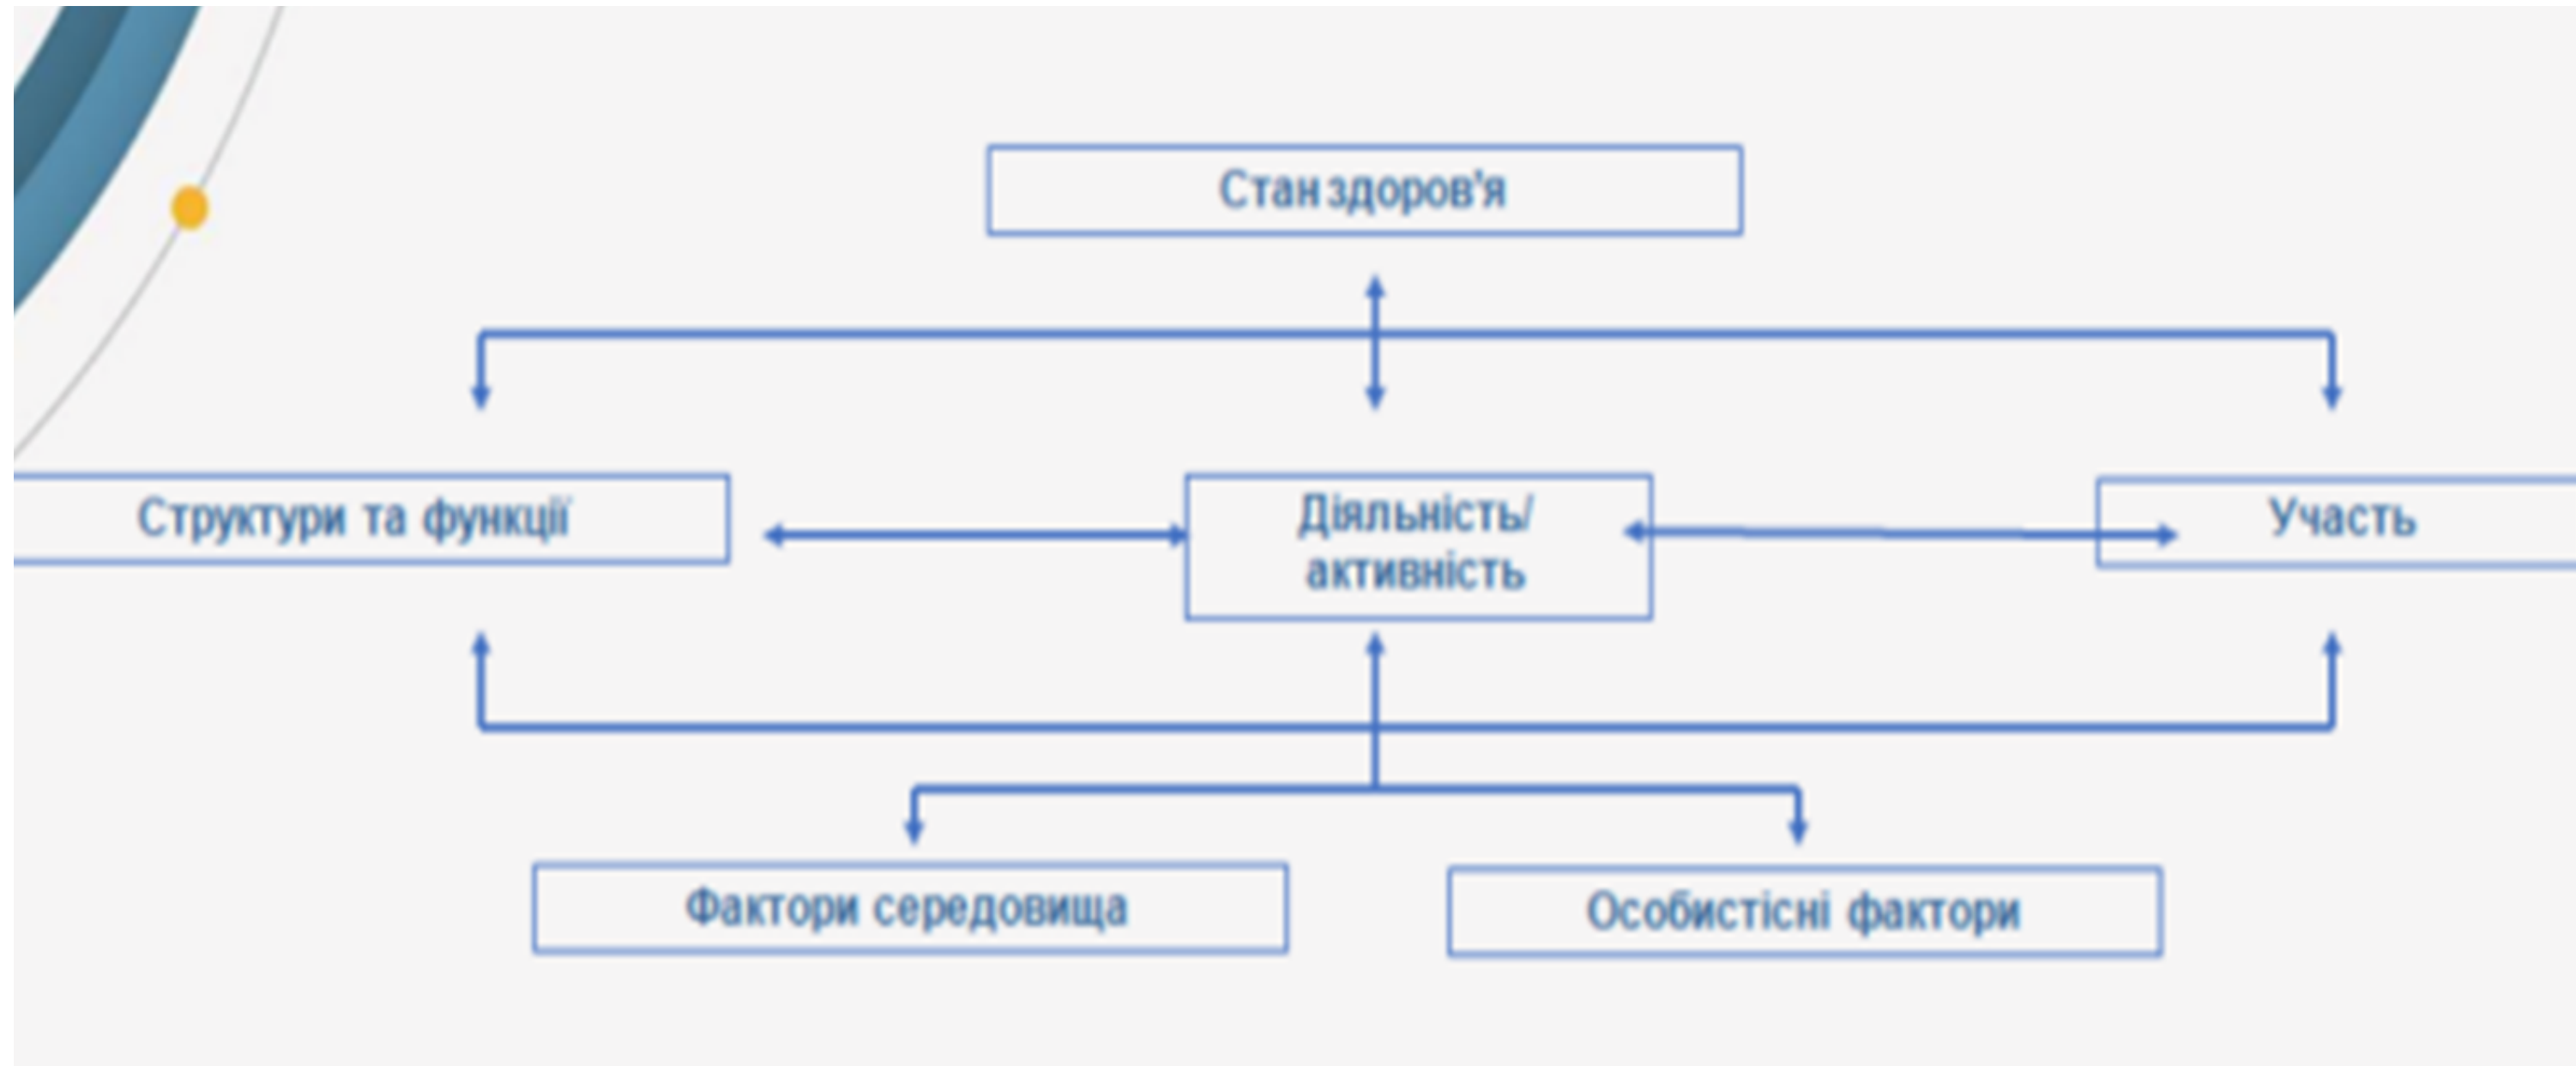 Стан здоров'я
Структури та функції
Діяльність/
активність
Участь
Фактори середовища
Особистісні фактори